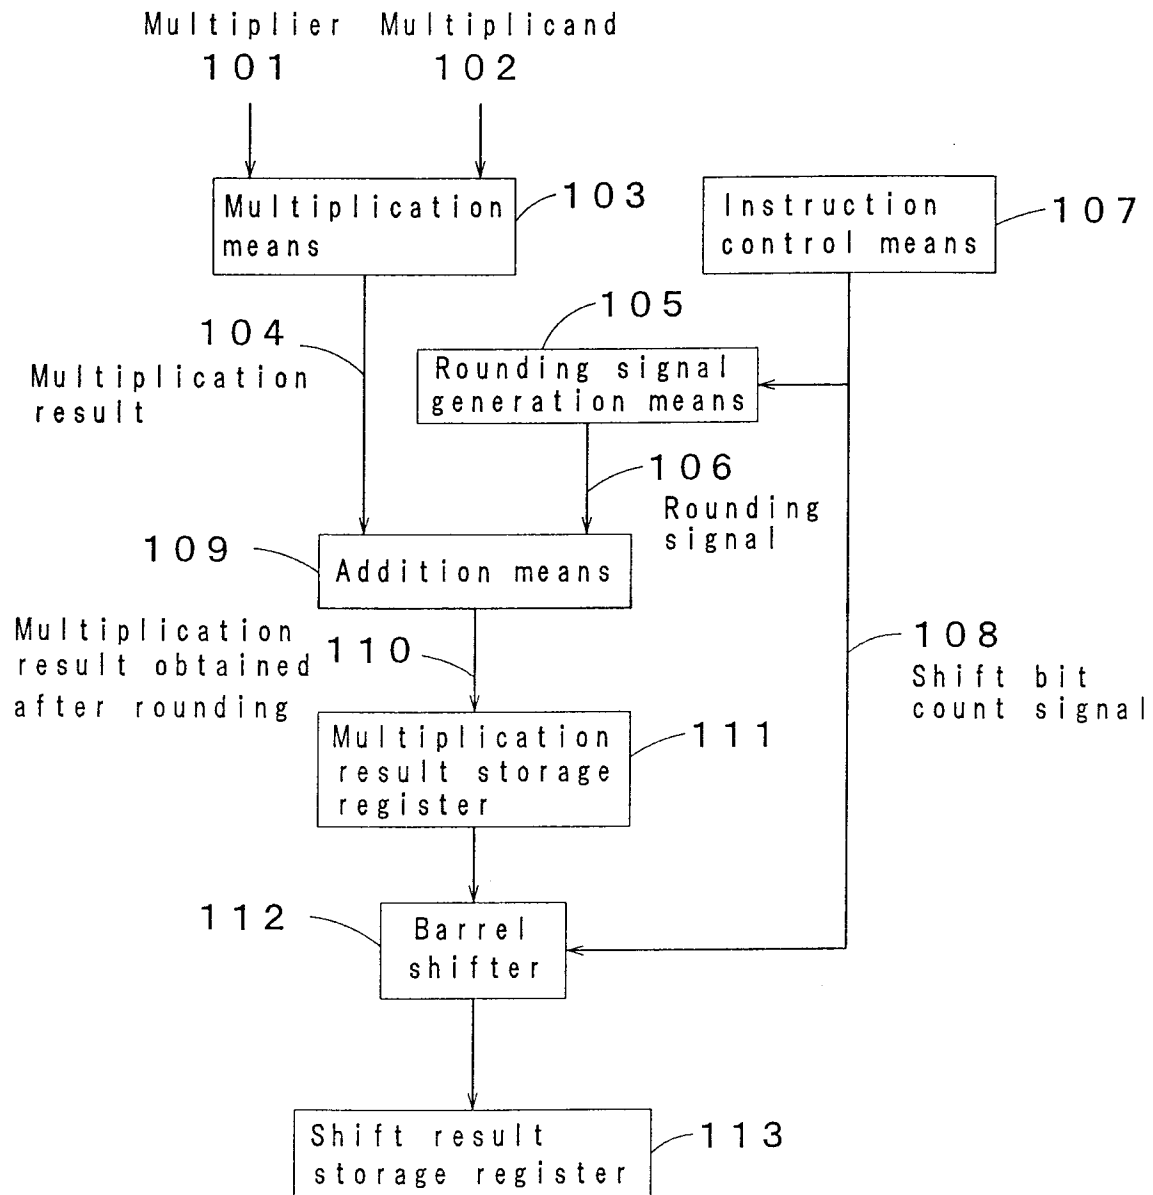 Multiplier Multiplicand
101 102
Multiplication
means
103
Instruction
control means
107
104
Multiplication
result
105
Rounding signal
generation means
106
Rounding
signal
109
Addition means
Multiplication
result obtained
after rounding
110
108
Shift bit
count signal
Multiplication
result storage
register
111
112
Barrel
shifter
Shift result
storage register
113